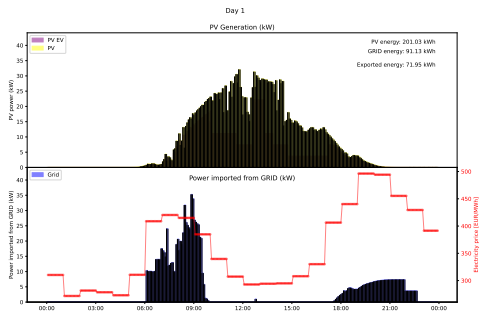 Day 1
PV Generation (kW)
PV EV
PV
PV energy: 201.03 kWh
GRID energy: 91.13 kWh
Exported energy: 71.95 kWh
PV power (kW)
40
35
30
25
20
15
10
5
0
Power imported from GRID (kW)
Grid
Power imported from GRID (kW)
40
35
30
25
20
15
10
5
0
500
450
400
350
300
Electricity price (EUR/MWh)
00:00
03:00
06:00
09:00
12:00
15:00
18:00
21:00
00:00